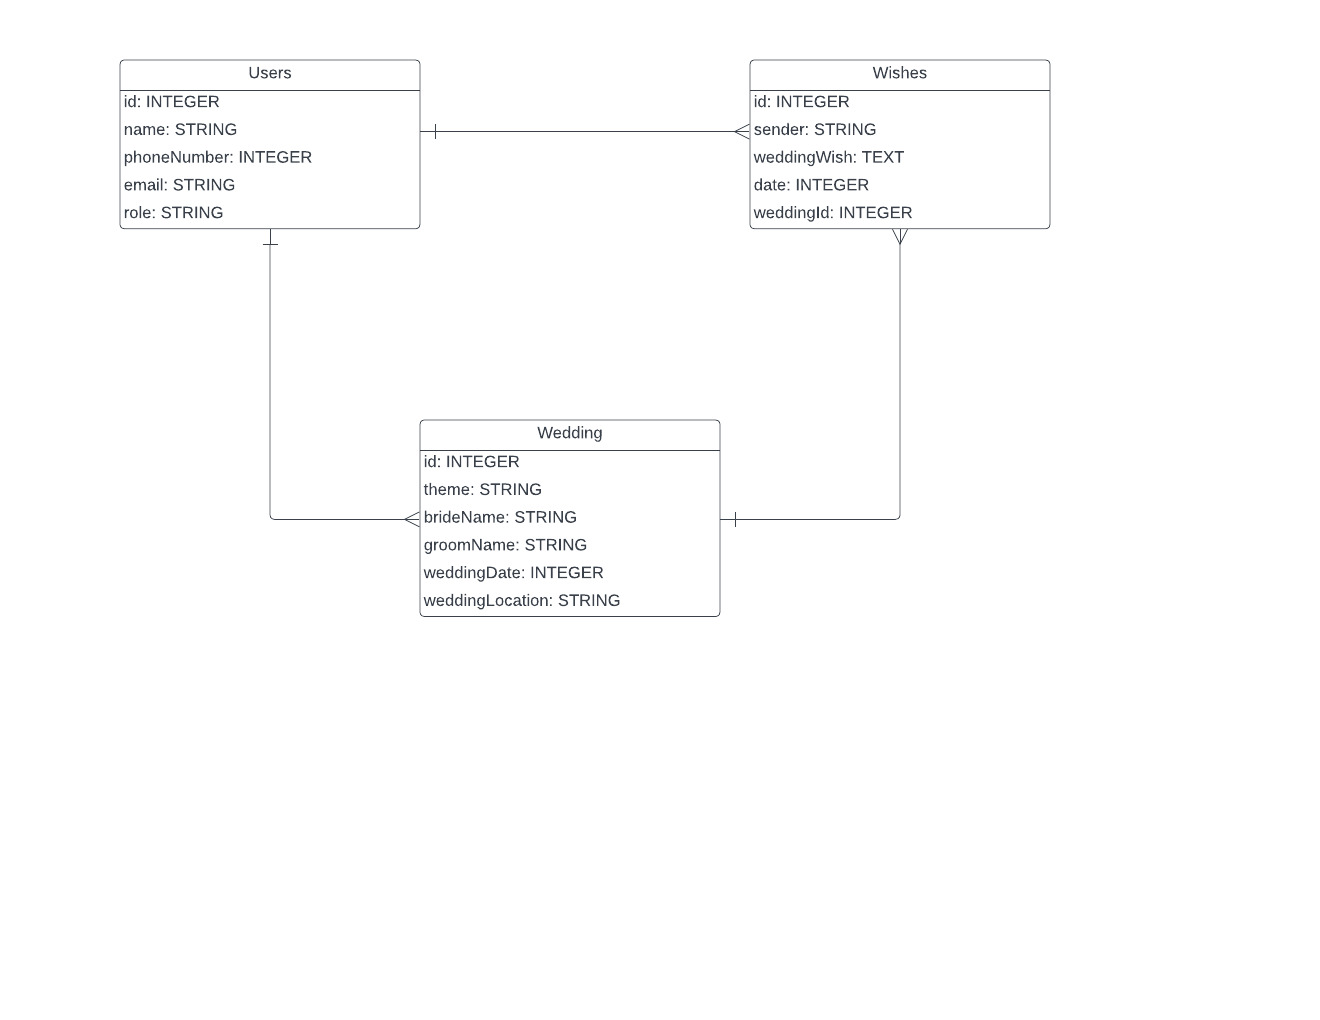 Users
id: INTEGER
name: STRING
phoneNumber: INTEGER
email: STRING
role: STRING
Wishes
id: INTEGER
sender: STRING
weddingWish: TEXT
date: INTEGER
weddingId: INTEGER
Wedding
id: INTEGER
theme: STRING
brideName: STRING
groomName: STRING
weddingDate: INTEGER
weddingLocation: STRING